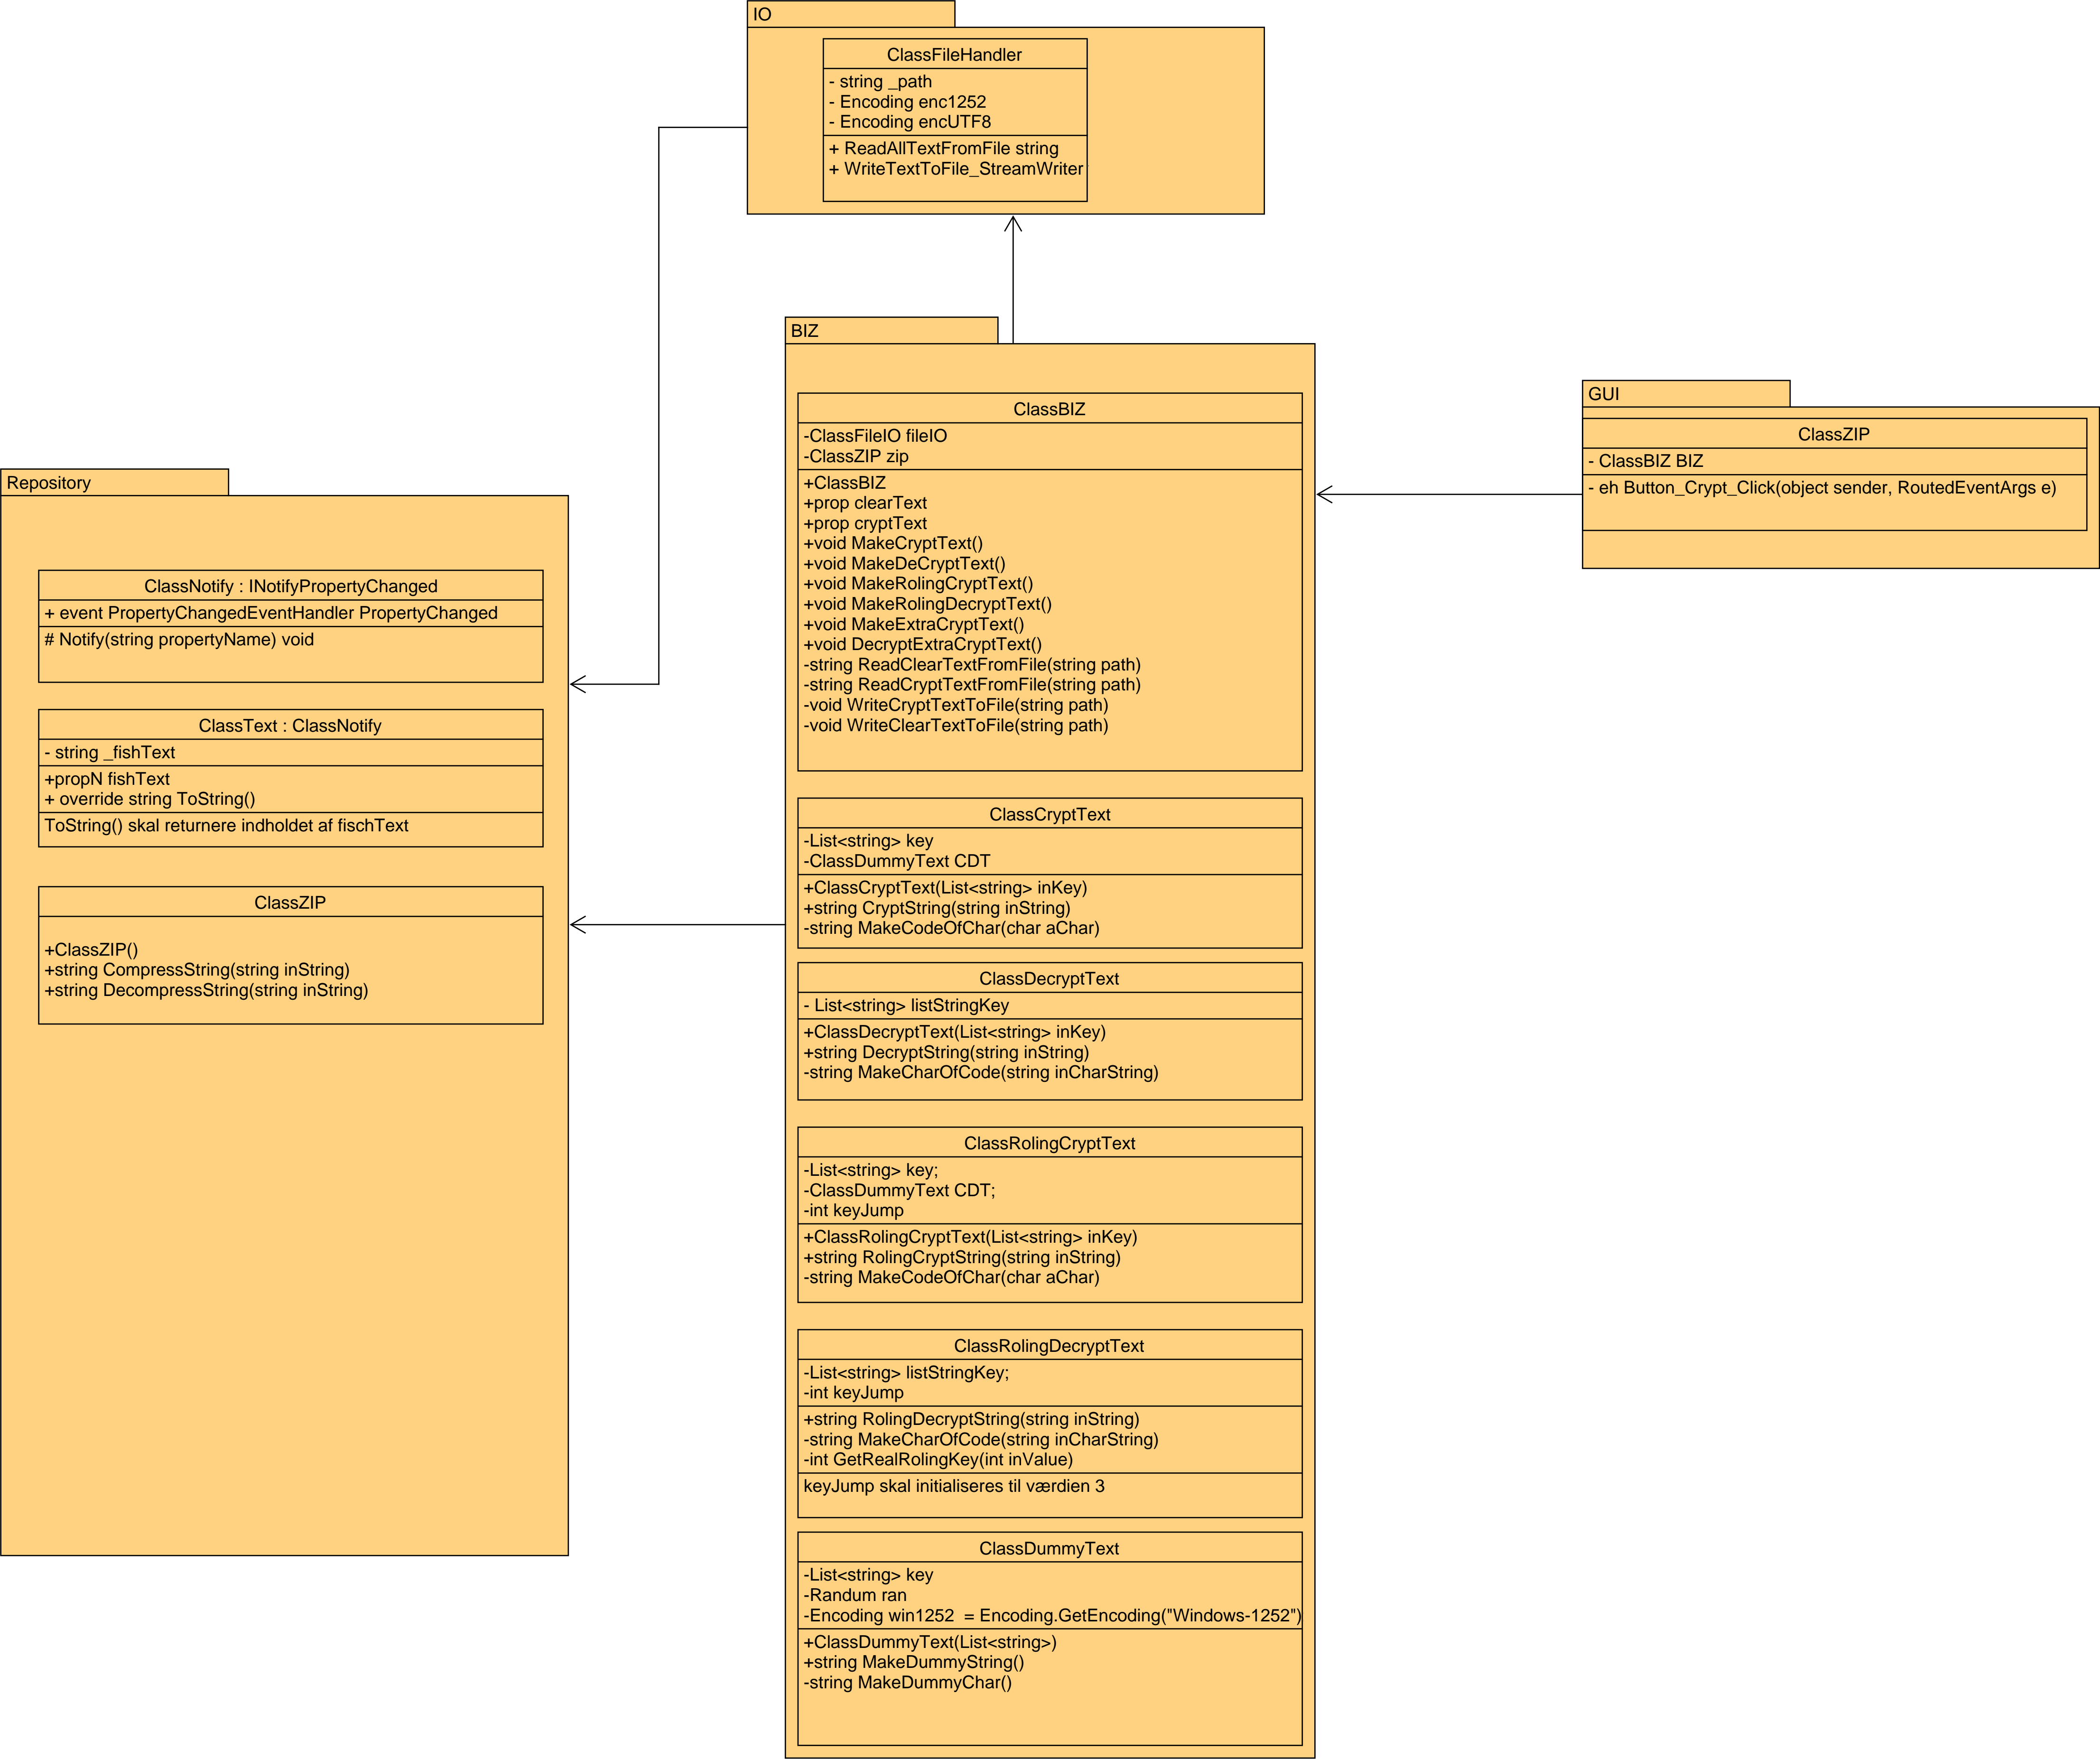 IO
ClassFileHandler
- string _path
- Encoding enc1252
- Encoding encUTF8
+ ReadAllTextFromFile string
+ WriteTextToFile_StreamWriter
BIZ
ClassBIZ
-ClassFileIO fileIO
-ClassZIP zip
+ClassBIZ
+prop clearText
+prop cryptText
+void MakeCryptText()
+void MakeDeCryptText()
+void MakeRolingCryptText()
+void MakeRolingDecryptText()
+void MakeExtraCryptText()
+void DecryptExtraCryptText()
-string ReadClearTextFromFile(string path)
-string ReadCryptTextFromFile(string path)
-void WriteCryptTextToFile(string path)
-void WriteClearTextToFile(string path)
ClassCryptText
-List<string> key
-ClassDummyText CDT
+ClassCryptText(List<string> inKey)
+string CryptString(string inString)
-string MakeCodeOfChar(char aChar)
ClassDecryptText
- List<string> listStringKey
+ClassDecryptText(List<string> inKey)
+string DecryptString(string inString)
-string MakeCharOfCode(string inCharString)
ClassRolingCryptText
-List<string> key;
-ClassDummyText CDT;
-int keyJump
+ClassRolingCryptText(List<string> inKey)
+string RolingCryptString(string inString)
-string MakeCodeOfChar(char aChar)
ClassRolingDecryptText
-List<string> listStringKey;
-int keyJump
+string RolingDecryptString(string inString)
-string MakeCharOfCode(string inCharString)
-int GetRealRolingKey(int inValue)
keyJump skal initialiseres til værdien 3
ClassDummyText
-List<string> key
-Randum ran
-Encoding win1252  = Encoding.GetEncoding("Windows-1252")
+ClassDummyText(List<string>)
+string MakeDummyString()
-string MakeDummyChar()
GUI
ClassZIP
- ClassBIZ BIZ
- eh Button_Crypt_Click(object sender, RoutedEventArgs e)
Repository
ClassNotify : INotifyPropertyChanged
+ event PropertyChangedEventHandler PropertyChanged
# Notify(string propertyName) void
ClassText : ClassNotify
- string _fishText
+propN fishText
+ override string ToString()
ToString() skal returnere indholdet af fischText
ClassZIP
+ClassZIP()
+string CompressString(string inString)
+string DecompressString(string inString)